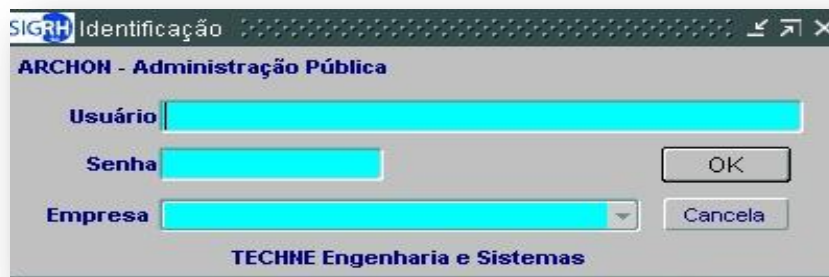 SIGRH Identificação
ARCHON - Administração Pública
Usuário
Senha
OK
Empresa
Cancela
TECHNE Engenharia e Sistemas